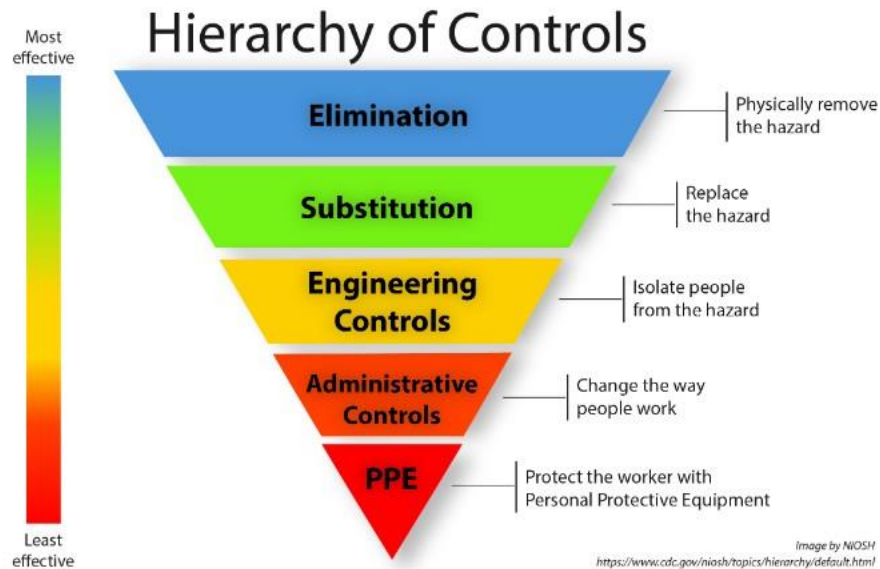 Hierarchy of Controls
Most
effective
Elimination
Physically remove
the hazard
Substitution
Replace
the hazard
Engineering
Controls
Isolate people
from the hazard
Administrative
Controls
Change the way
people work
PPE
Protect the worker with
Personal Protective Equipment
Least
effective
Image by NIOSH
https://www.cdc.gov/niosh/topics/hierarchy/default.html